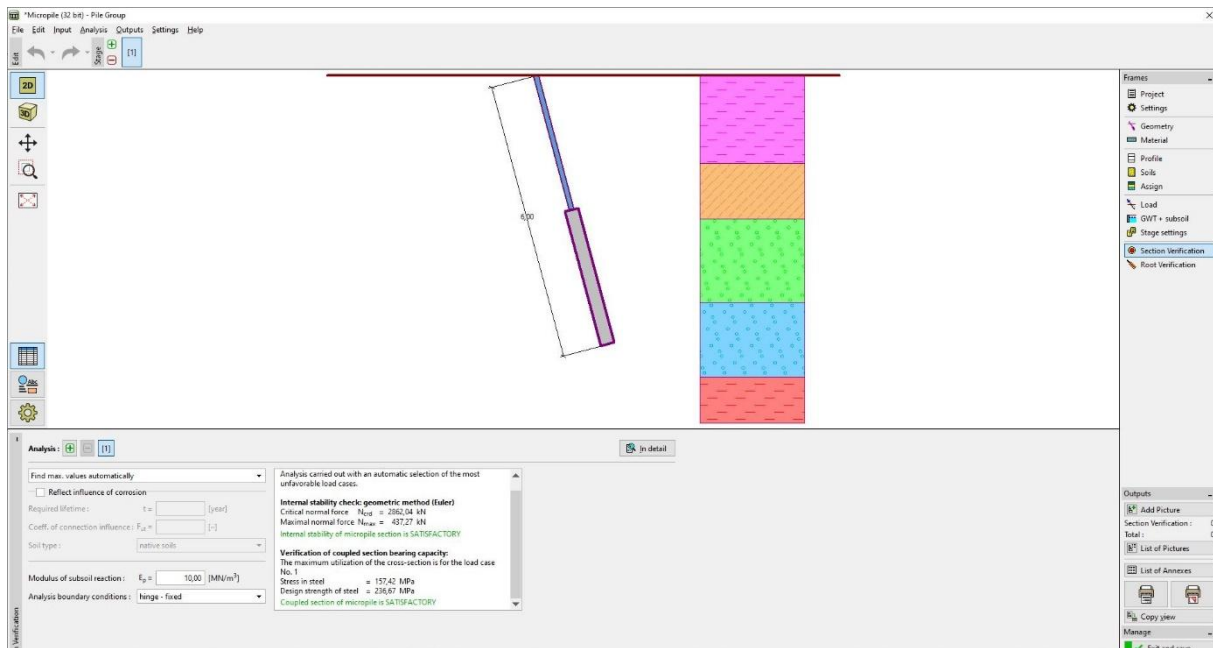 *Micropile (32 bit) - Pile Group
File Edit Input Analysis Outputs Settings Help
Edit
Stage
[1]
2D
3D
6,00
Abc
Frames
Project
Settings
Geometry
Material
Profile
Soils
Assign
Load
GWT + subsoil
Stage settings
Section Verification
Root Verification
Analysis : [1]
In detail
Find max. values automatically
Reflect influence of corrosion
Required lifetime : t = [year]
Coeff. of connection influence : [-]
Soil type : native soils
Modulus of subsoil reaction : Ep = 10,00 [MN/m³]
Analysis boundary conditions : hinge - fixed
Analysis carried out with an automatic selection of the most
unfavorable load cases.
Internal stability check: geometric method (Euler)
Critical normal force Ncrd = 2862,04 kN
Maximal normal force Nmax = 437,27 kN
Internal stability of micropile section is SATISFACTORY
Verification of coupled section bearing capacity:
The maximum utilization of the cross-section is for the load case
No. 1
Stress in steel = 157,42 MPa
Design strength of steel = 236,67 MPa
Coupled section of micropile is SATISFACTORY
Verification
Outputs
Add Picture
Section Verification :
Total :
List of Pictures
List of Annexes
Copy view
Manage
Exit and save